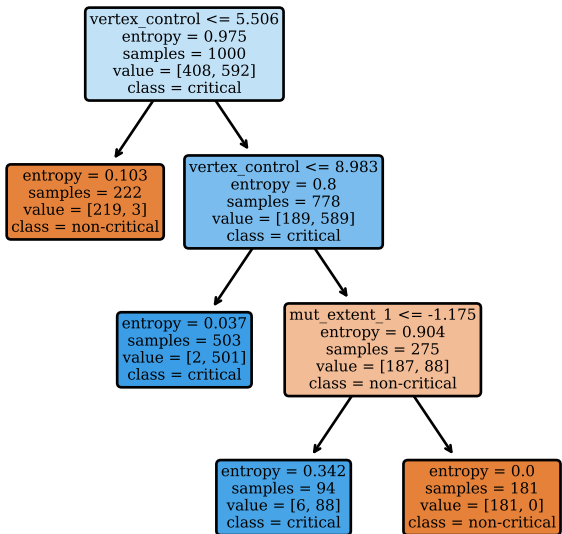 vertex_control <= 5.506
entropy = 0.975
samples = 1000
value = [408, 592]
class = critical
entropy = 0.103
samples = 222
value = [219, 3]
class = non-critical
vertex_control <= 8.983
entropy = 0.8
samples = 778
value = [189, 589]
class = critical
entropy = 0.037
samples = 503
value = [2, 501]
class = critical
mut_extent_1 <= -1.175
entropy = 0.904
samples = 275
value = [187, 88]
class = non-critical
entropy = 0.342
samples = 94
value = [6, 88]
class = critical
entropy = 0.0
samples = 181
value = [181, 0]
class = non-critical